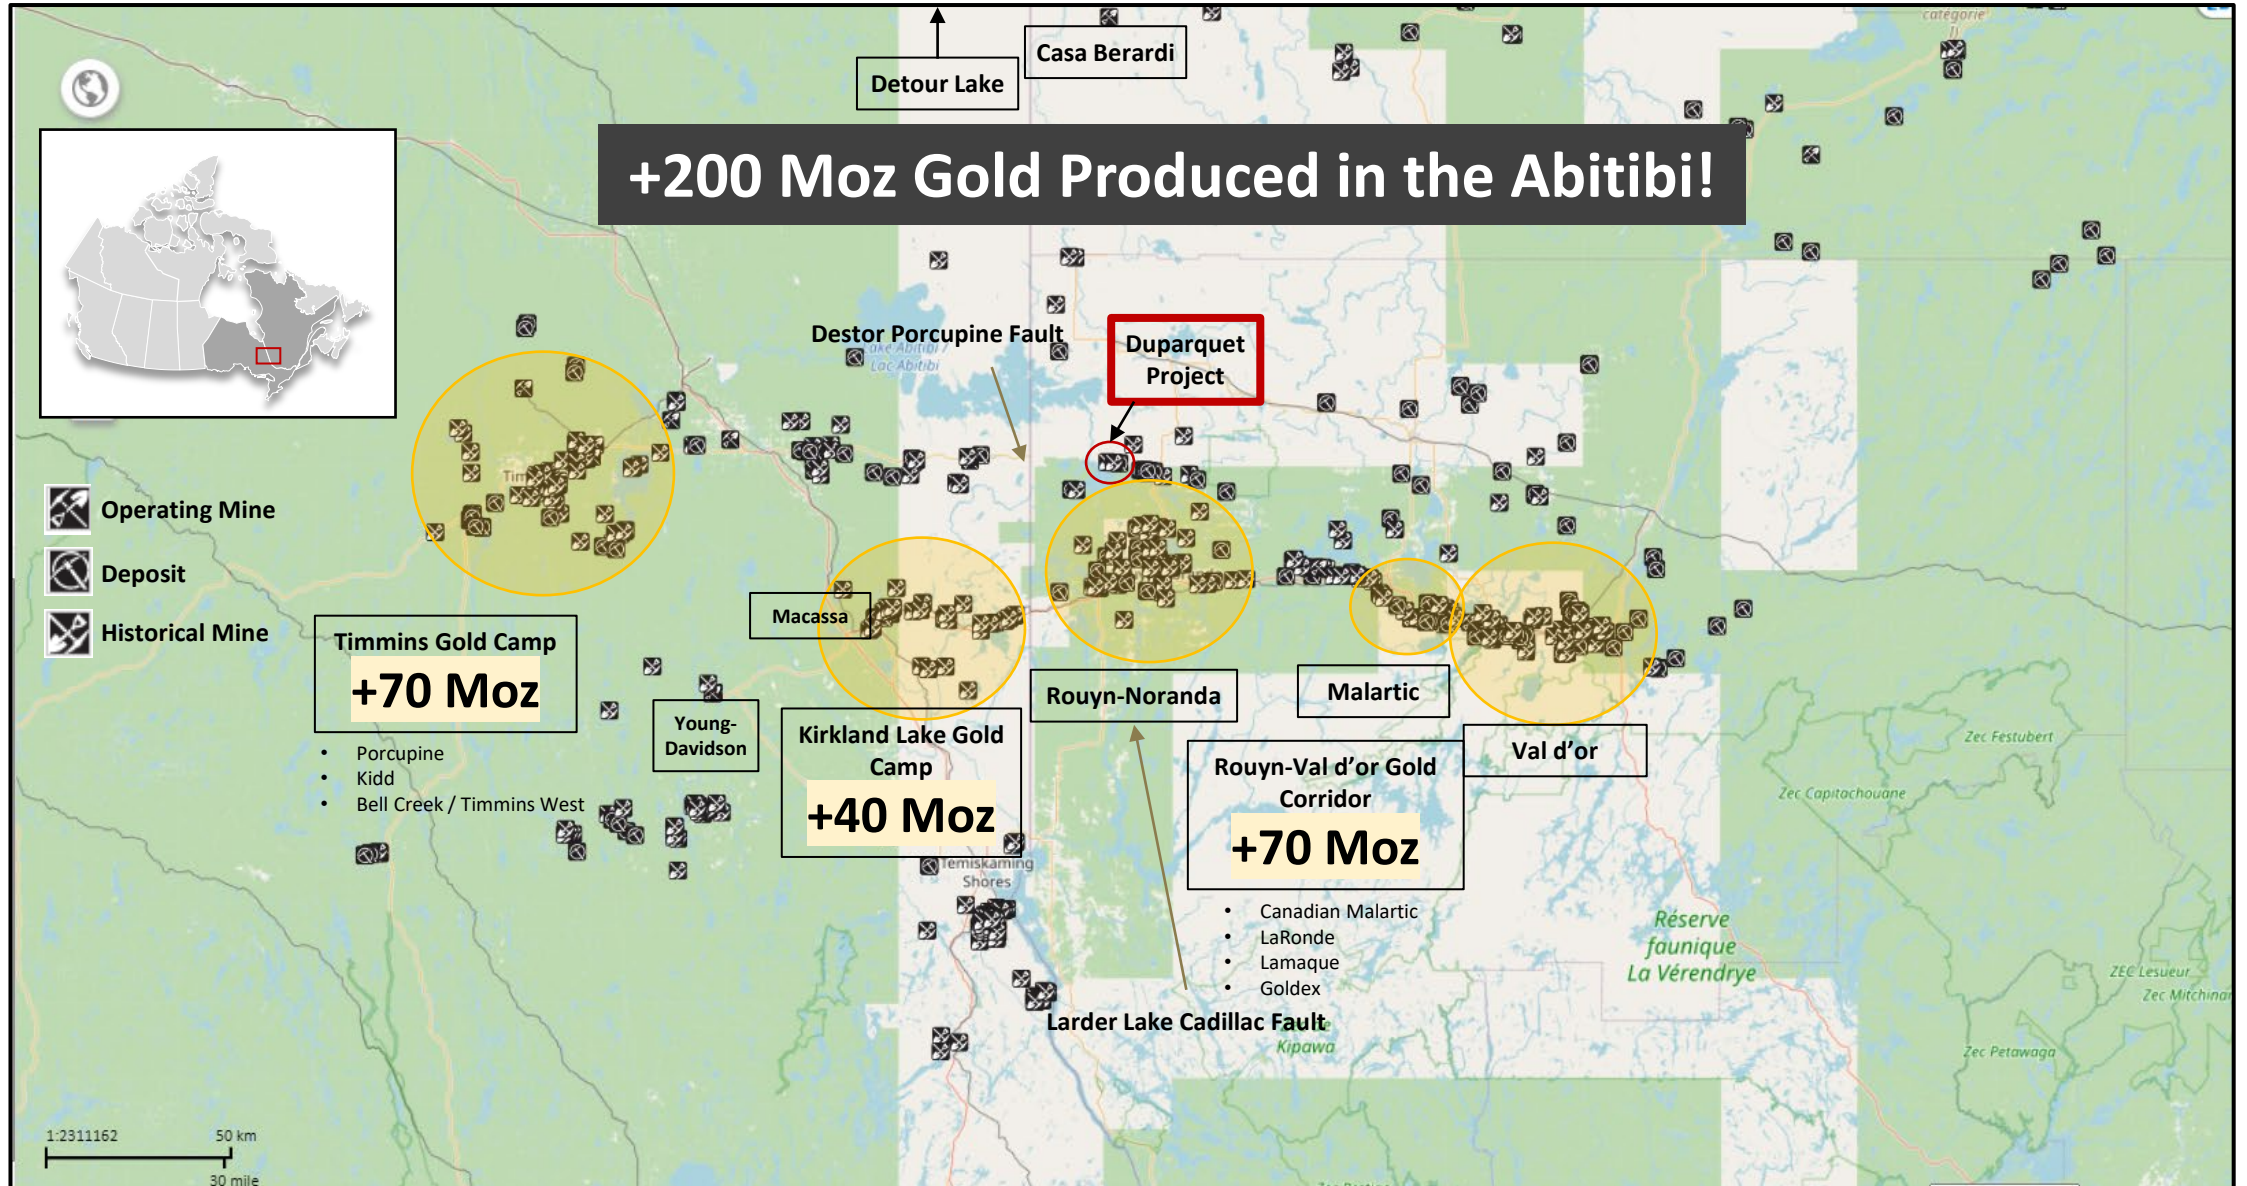 catégorie
Casa Berardi
Detour Lake
+200 Moz Gold Produced in the Abitibi!
Destor Porcupine Fault
Lake Abitibi /
Lac Abitibi
Duparquet
Project
Operating Mine
Deposit
Historical Mine
Timmins Gold Camp
+70 Moz
• Porcupine
• Kidd
• Bell Creek / Timmins West
Macassa
Young-
Davidson
Kirkland Lake Gold
Camp
+40 Moz
Rouyn-Noranda
Malartic
Val d’or
Rouyn-Val d’or Gold
Corridor
+70 Moz
• Canadian Malartic
• LaRonde
• Lamaque
• Goldex
Larder Lake Cadillac Fault
Temiskaming
Shores
Kipawa
Réserve
faunique
La Vérendrye
Zec Festubert
Zec Capitachouane
ZEC Lesueur
Zec Petawaga
1:2311162
50 km
30 mile